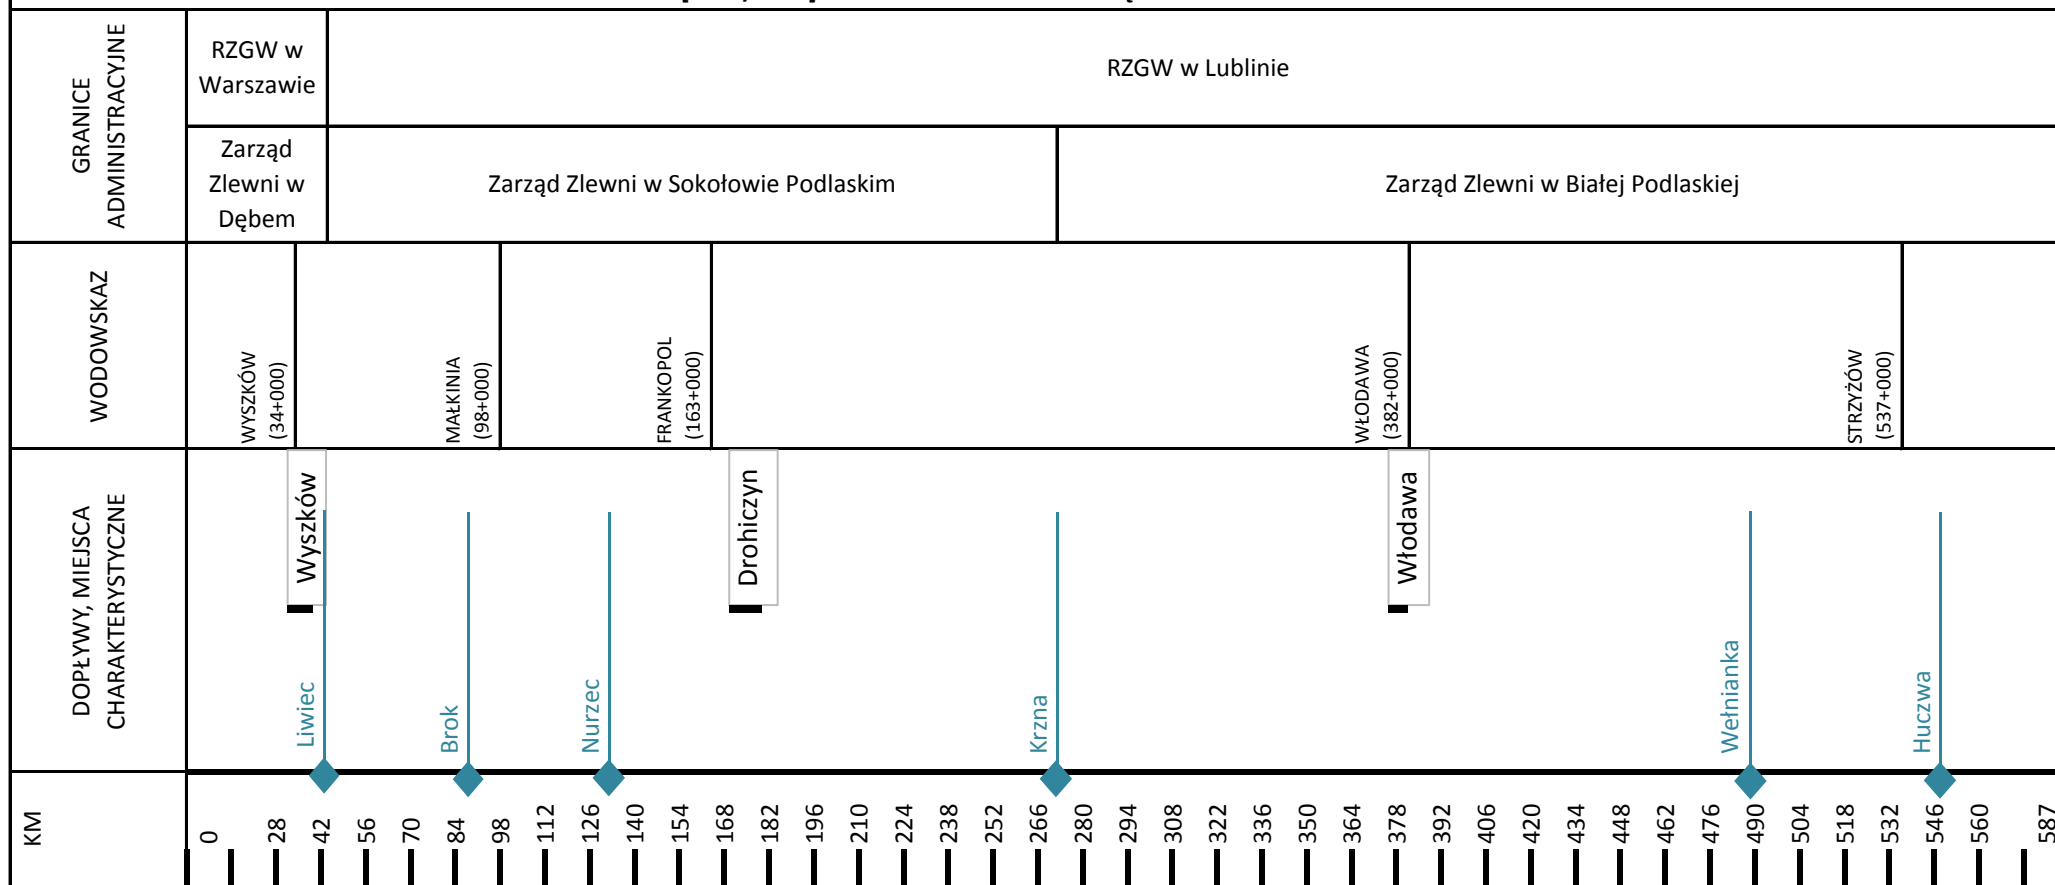 GRANICE
ADMINISTRACYJNE
RZGW w
Warszawie
RZGW w Lublinie
Zarząd
Zlewni w
Dębem
Zarząd Zlewni w Sokołowie Podlaskim
Zarząd Zlewni w Białej Podlaskiej
WODOWSKAZ
WYSZKÓW
(34+000)
MAŁKINIA
(98+000)
FRANKOPOL
(163+000)
WŁODAWA
(382+000)
STRZYŻÓW
(537+000)
DOPŁYWY, MIEJSCA
CHARAKTERYSTYCZNE
Wyszków
Drohiczyn
Włodawa
Liwiec
Brok
Nurzec
Krzna
Wełnianka
Huczwa
KM
0
28
42
56
70
84
98
112
126
140
154
168
182
196
210
224
238
252
266
280
294
308
322
336
350
364
378
392
406
420
434
448
462
476
490
504
518
532
546
560
587